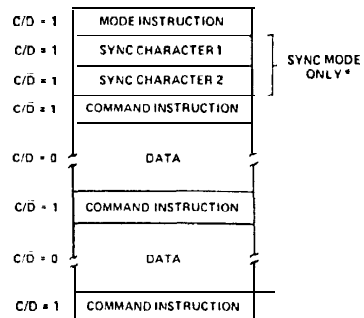 C/D̄ = 1 MODE INSTRUCTION
C/D̄ = 1 SYNC CHARACTER 1
C/D̄ = 1 SYNC CHARACTER 2
SYNC MODE
ONLY*
C/D̄ = 1 COMMAND INSTRUCTION
C/D̄ = 0 DATA
C/D̄ = 1 COMMAND INSTRUCTION
C/D̄ = 0 DATA
C/D̄ = 1 COMMAND INSTRUCTION